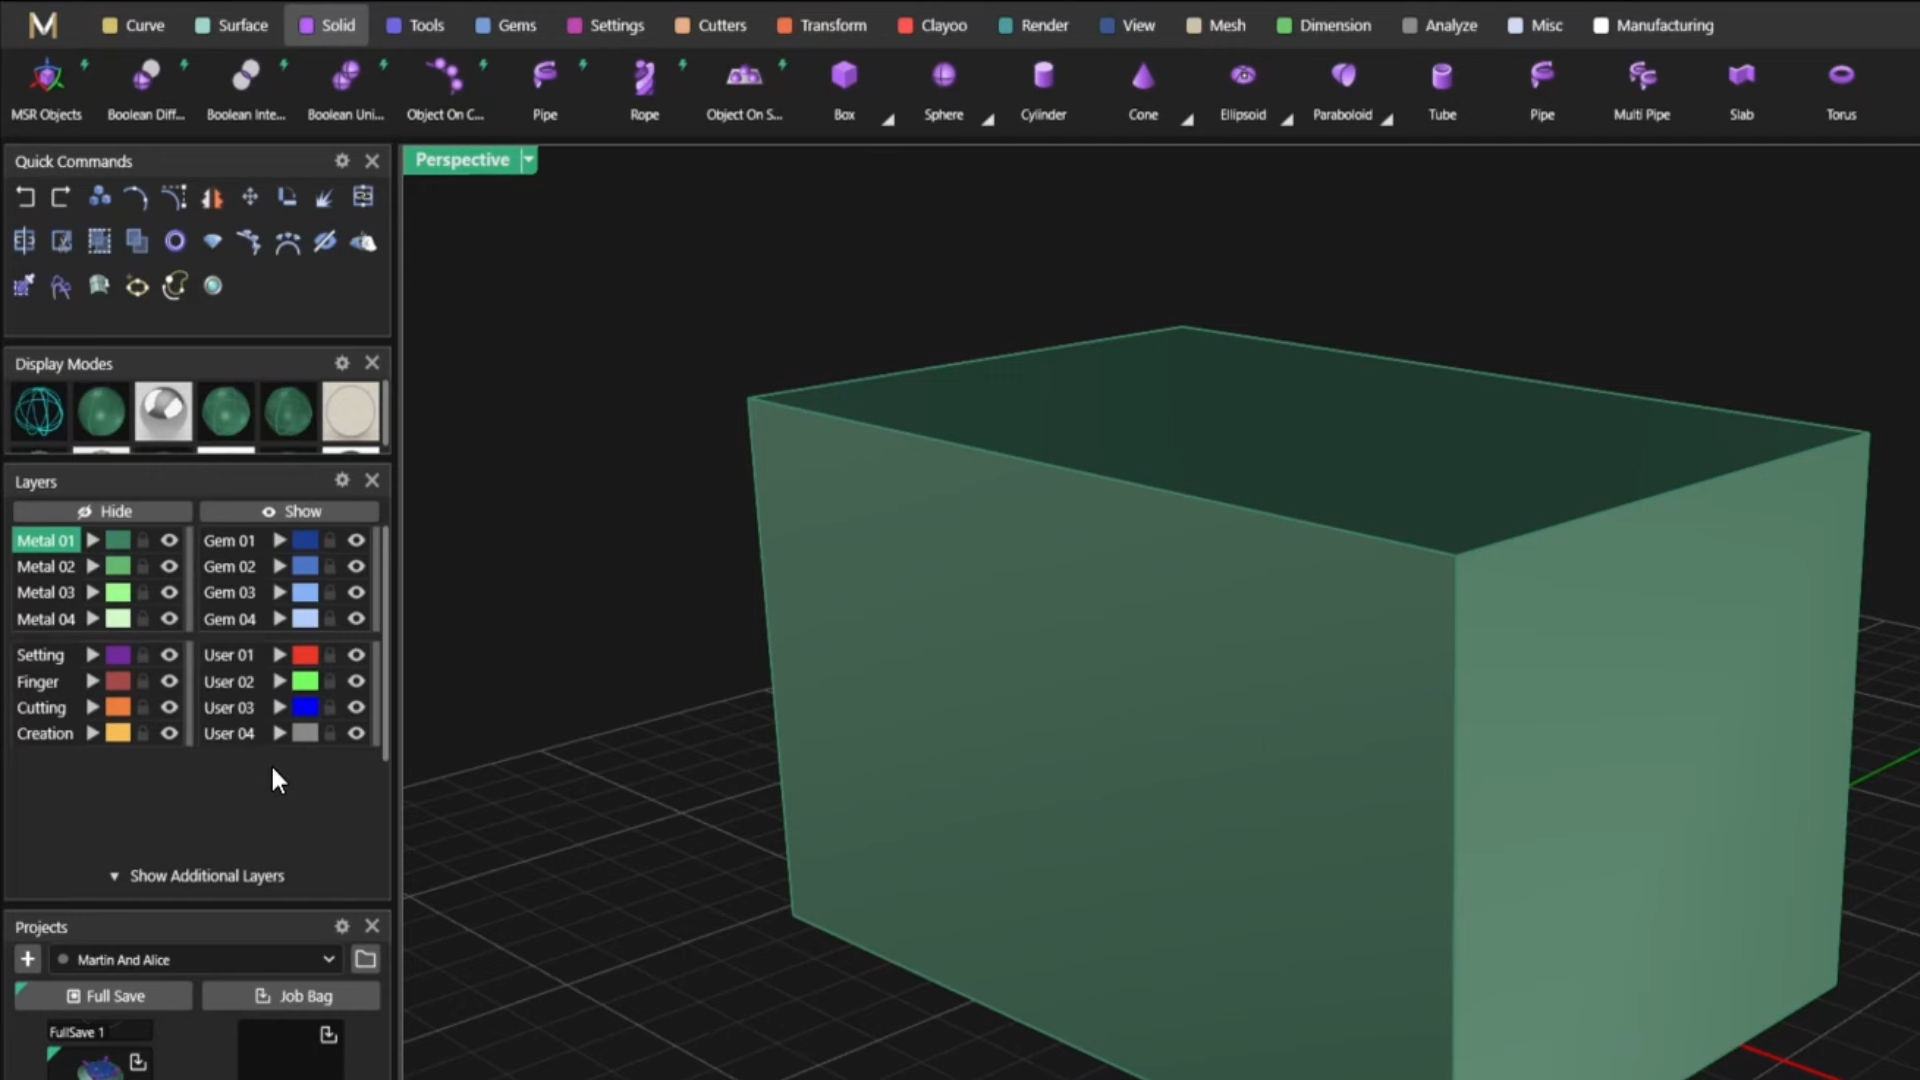 Curve Surface Solid Tools Gems Settings Cutters Transform Clayoo Render View Mesh Dimension Analyze Misc Manufacturing
MSR Objects Boolean Diff... Boolean Inte... Boolean Uni... Object On C... Pipe Rope Object On S... Box Sphere Cylinder Cone Ellipsoid Paraboloid Tube Pipe Multi Pipe Slab Torus
Quick Commands
Perspective
Display Modes
Layers
Hide Show
Metal 01 Gem 01
Metal 02 Gem 02
Metal 03 Gem 03
Metal 04 Gem 04
Setting User 01
Finger User 02
Cutting User 03
Creation User 04
Show Additional Layers
Projects
Martin And Alice
Full Save Job Bag
FullSave 1